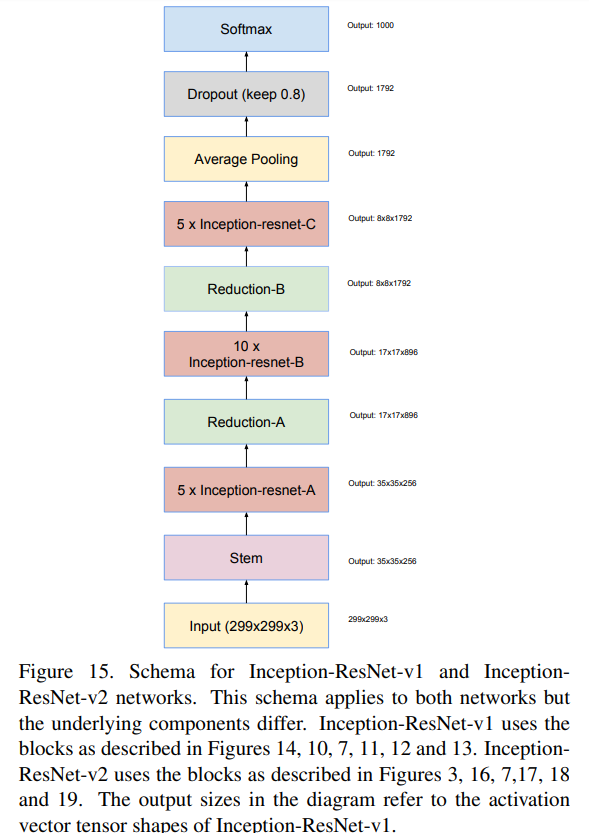 Softmax
Output: 1000
Dropout (keep 0.8)
Output: 1792
Average Pooling
Output: 1792
5 x Inception-resnet-C
Output: 8x8x1792
Reduction-B
Output: 8x8x1792
10 x
Inception-resnet-B
Output: 17x17x896
Reduction-A
Output: 17x17x896
5 x Inception-resnet-A
Output: 35x35x256
Stem
Output: 35x35x256
Input (299x299x3)
299x299x3
Figure 15. Schema for Inception-ResNet-v1 and Inception-
ResNet-v2 networks. This schema applies to both networks but
the underlying components differ. Inception-ResNet-v1 uses the
blocks as described in Figures 14, 10, 7, 11, 12 and 13. Inception-
ResNet-v2 uses the blocks as described in Figures 3, 16, 7,17, 18
and 19. The output sizes in the diagram refer to the activation
vector tensor shapes of Inception-ResNet-v1.